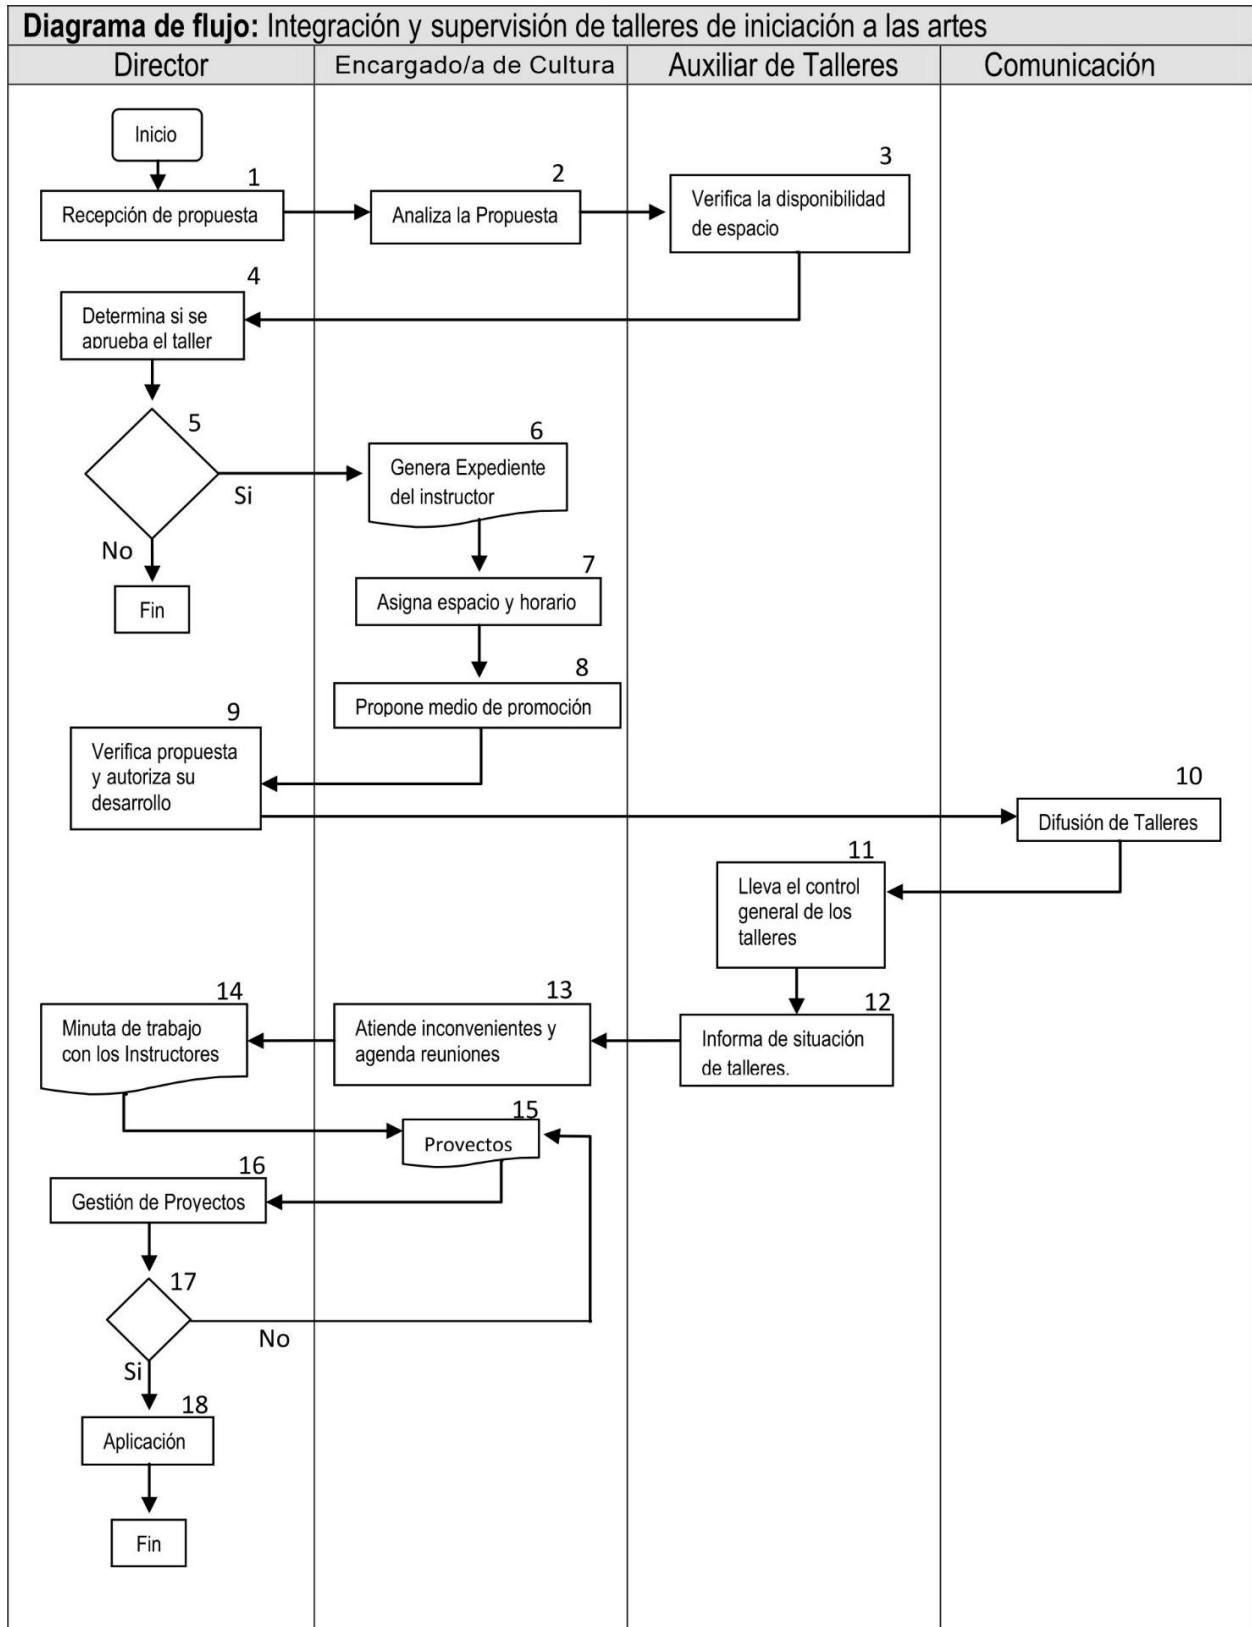 Diagrama de flujo: Integración y supervisión de talleres de iniciación a las artes
Director
Encargado/a de Cultura
Auxiliar de Talleres
Comunicación
Inicio
1
Recepción de propuesta
2
Analiza la Propuesta
3
Verifica la disponibilidad
de espacio
4
Determina si se
aprueba el taller
5
Si
No
Fin
6
Genera Expediente
del instructor
7
Asigna espacio y horario
8
Propone medio de promoción
9
Verifica propuesta
y autoriza su
desarrollo
10
Difusión de Talleres
11
Lleva el control
general de los
talleres
12
Informa de situación
de talleres.
13
Atiende inconvenientes y
agenda reuniones
14
Minuta de trabajo
con los Instructores
15
Proyectos
16
Gestión de Proyectos
17
No
Si
18
Aplicación
Fin